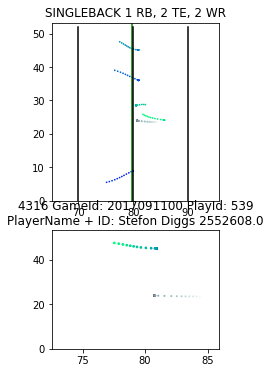 SINGLEBACK 1 RB, 2 TE, 2 WR
50
40
30
20
10
0
70 80 90
4316 GameId: 2017091100 PlayId: 539
PlayerName + ID: Stefon Diggs 2552608.0
40
20
0
75 80 85